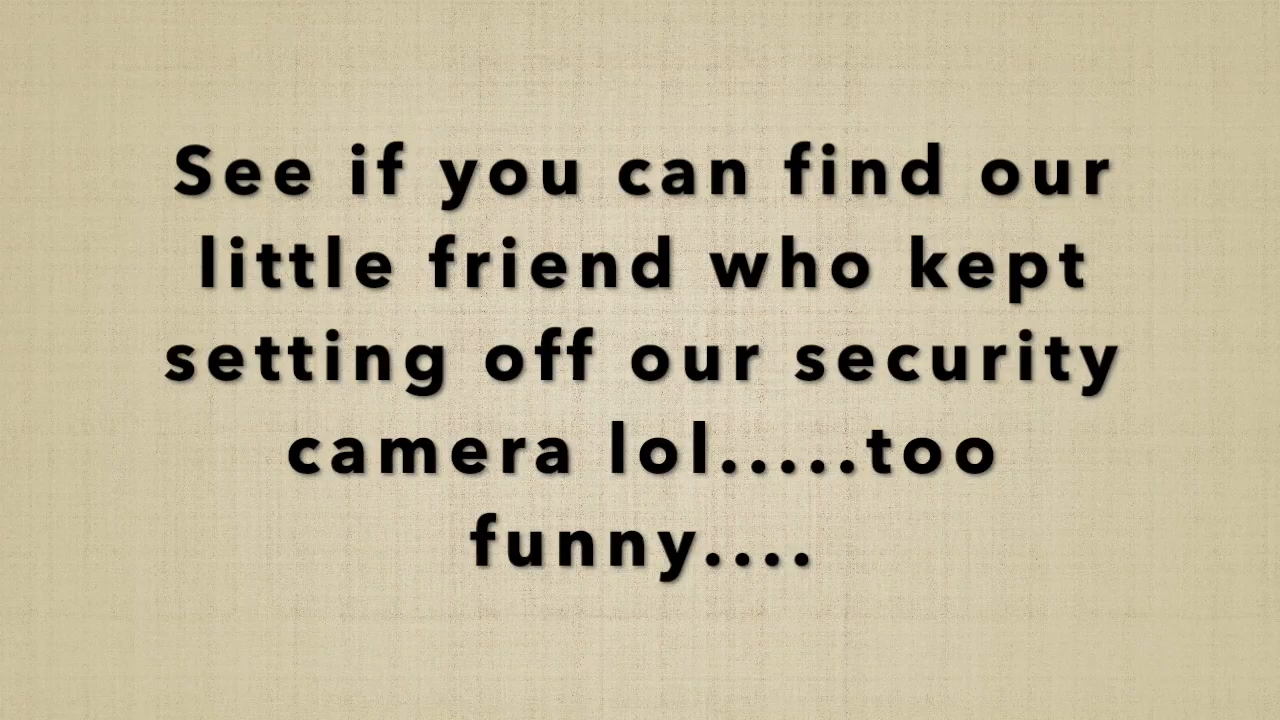 See if you can find our
little friend who kept
setting off our security
camera lol.....too
funny....